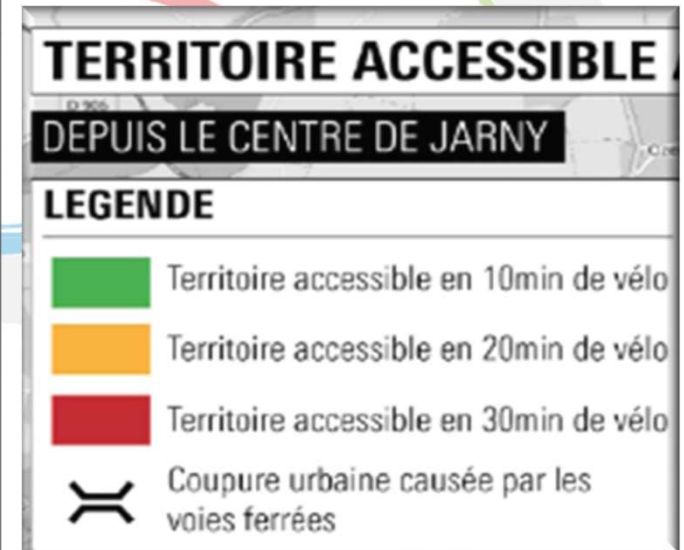 TERRITOIRE ACCESSIBLE
D 906
DEPUIS LE CENTRE DE JARNY
LEGENDE
Territoire accessible en 10min de vélo
Territoire accessible en 20min de vélo
Territoire accessible en 30min de vélo
Coupure urbaine causée par les
voies ferrées